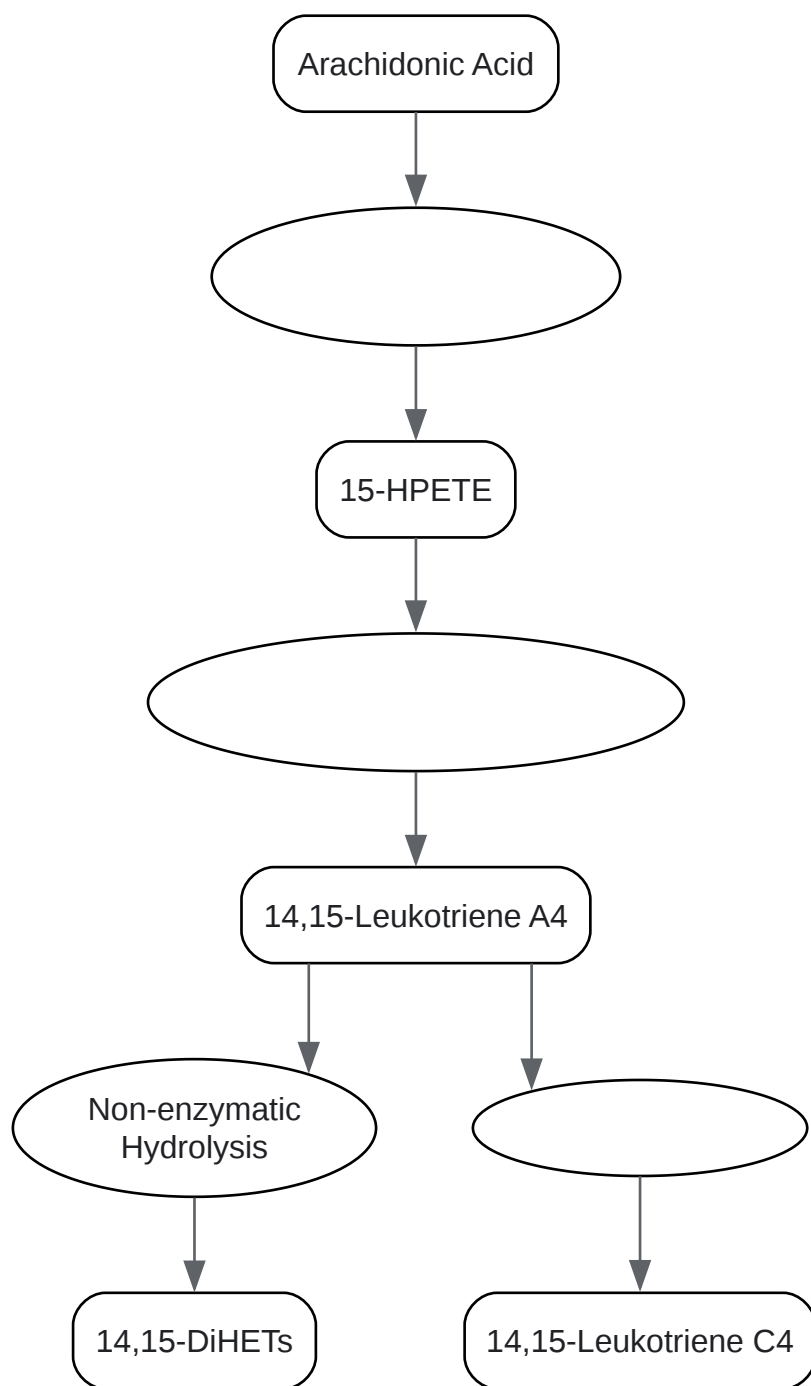 Arachidonic Acid
15-HPETE
14,15-Leukotriene A4
Non-enzymatic
Hydrolysis
14,15-DiHETs
14,15-Leukotriene C4